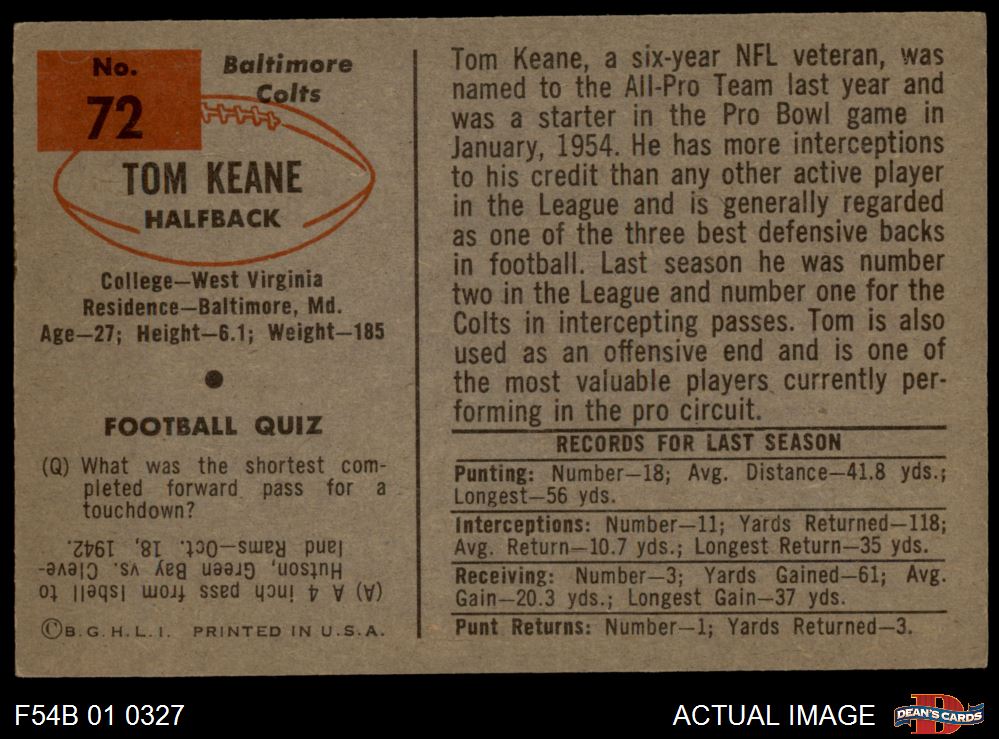 No.
72
Baltimore
Colts
TOM KEANE
HALFBACK
College—West Virginia
Residence—Baltimore, Md.
Age—27; Height—6.1; Weight—185
FOOTBALL QUIZ
(Q) What was the shortest com-
pleted forward pass for a
touchdown?
(A) A 4 inch pass from Isbell to
Hutson, Green Bay vs. Cleve-
land Rams—Oct. 18, 1942.
©B.G.H.L.I. PRINTED IN U.S.A.
Tom Keane, a six-year NFL veteran, was
named to the All-Pro Team last year and
was a starter in the Pro Bowl game in
January, 1954. He has more interceptions
to his credit than any other active player
in the League and is generally regarded
as one of the three best defensive backs
in football. Last season he was number
two in the League and number one for the
Colts in intercepting passes. Tom is also
used as an offensive end and is one of
the most valuable players currently per-
forming in the pro circuit.
RECORDS FOR LAST SEASON
Punting: Number—18; Avg. Distance—41.8 yds.;
Longest—56 yds.
Interceptions: Number—11; Yards Returned—118;
Avg. Return—10.7 yds.; Longest Return—35 yds.
Receiving: Number—3; Yards Gained—61; Avg.
Gain—20.3 yds.; Longest Gain—37 yds.
Punt Returns: Number—1; Yards Returned—3.
F54B 01 0327
ACTUAL IMAGE
D
DEAN'S CARDS